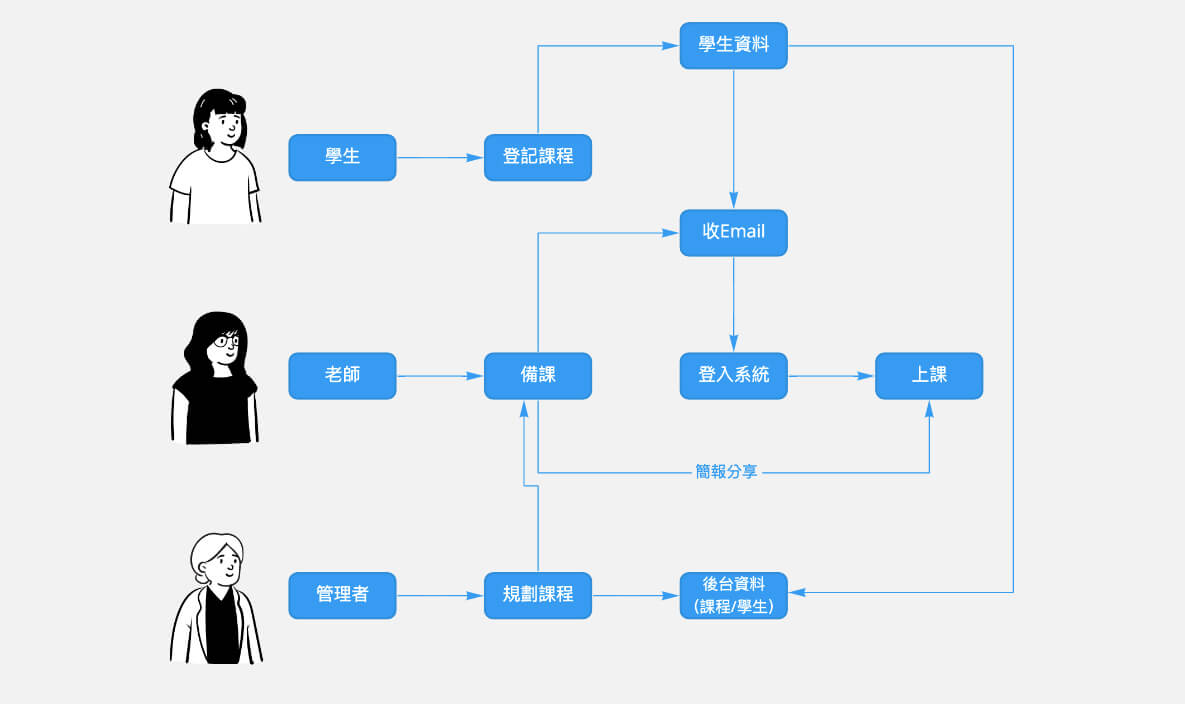 學生資料
學生
登記課程
收Email
老師
備課
登入系統
上課
簡報分享
管理者
規劃課程
後台資料
(課程/學生)